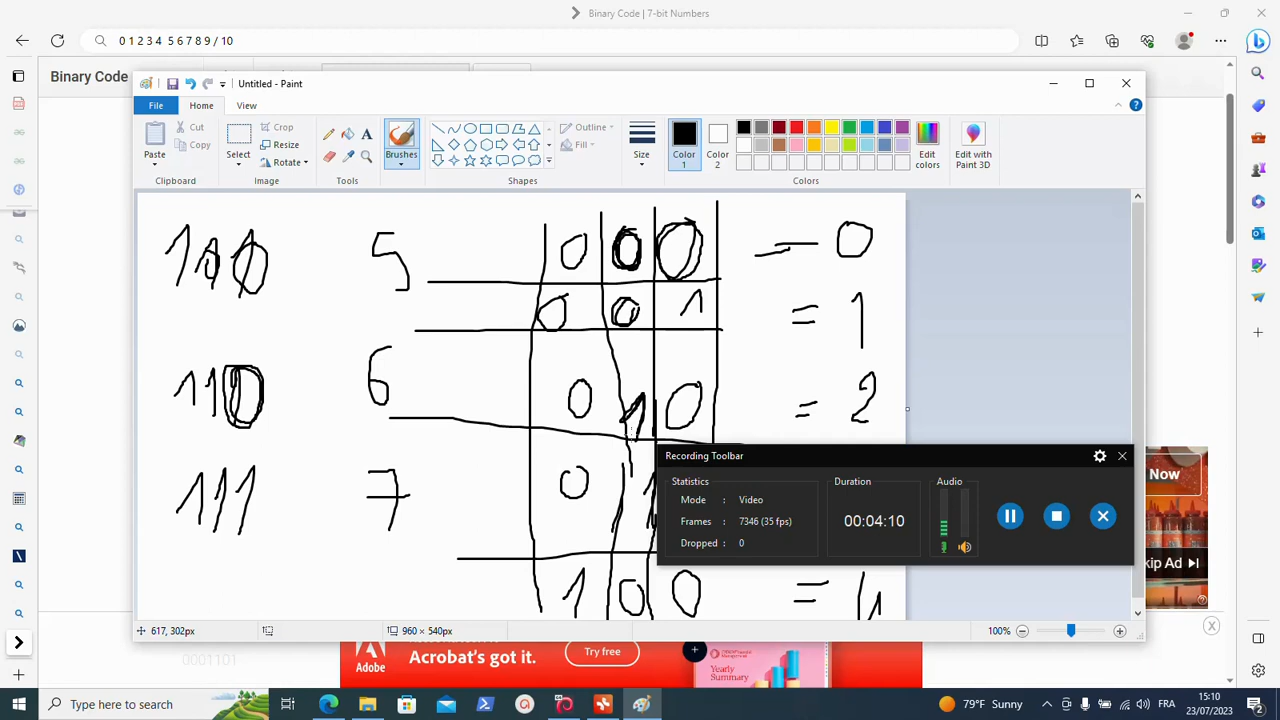 Binary Code | 7-bit Numbers
0 1 2 3 4 5 6 7 8 9 / 10
Binary Code
Untitled - Paint
File Home View
Paste
Cut
Copy
Clipboard
Select
Crop
Resize
Rotate
Image
Tools
Brushes
Shapes
Outline
Fill
Size
Color 1
Color 2
Colors
Edit colors
Edit with Paint 3D
5 0 0 0 — 0
0 0 1 = 1
110 6 0 1 0 = 2
111 7 0 1
1 0 0 = 4
Recording Toolbar
Statistics
Mode : Video
Frames : 7346 (35 fps)
Dropped : 0
Duration
00:04:10
Audio
Now
kip Ad
617, 302px
960 × 540px
100%
0001101
Adobe
Acrobat's got it.
Try free
Yearly Summary
Type here to search
79°F Sunny
FRA
15:10
23/07/2023
2